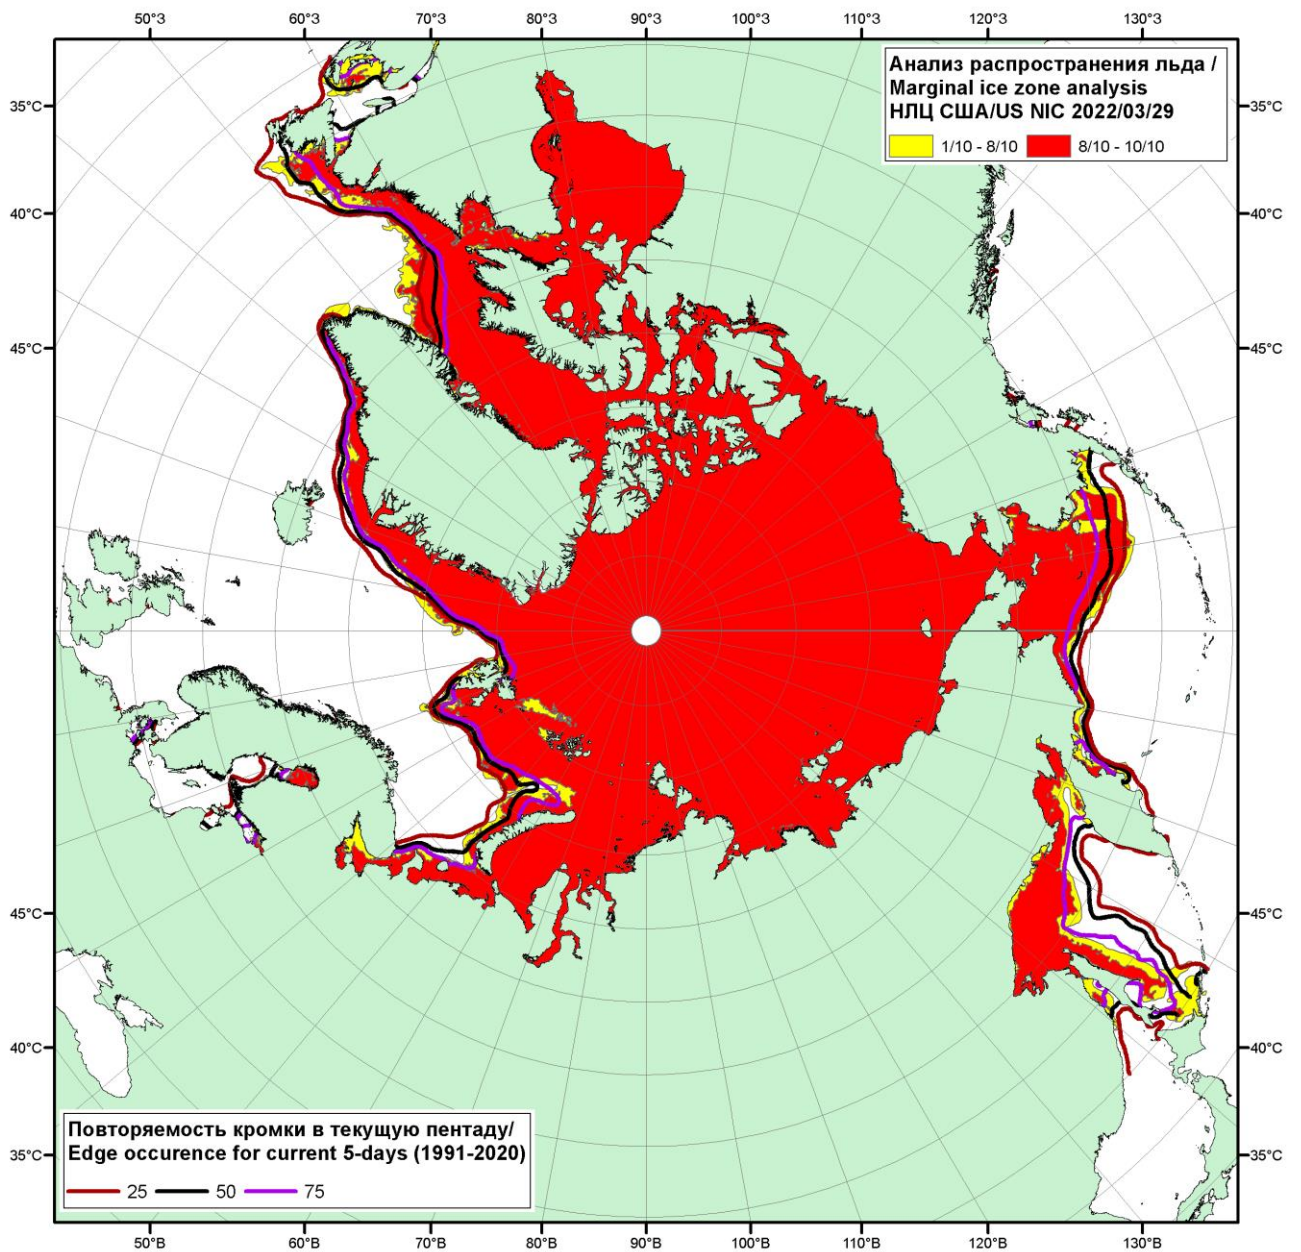 50°З 60°З 70°З 80°З 90°З 100°З 110°З 120°З 130°З
Анализ распространения льда /
Marginal ice zone analysis
НЛЦ США/US NIC 2022/03/29
1/10 - 8/10 8/10 - 10/10
35°С 35°С
40°С 40°С
45°С 45°С
45°С 45°С
40°С 40°С
Повторяемость кромки в текущую пентаду/
Edge occurence for current 5-days (1991-2020)
25 50 75
35°С 35°С
50°В 60°В 70°В 80°В 90°В 100°В 110°В 120°В 130°В